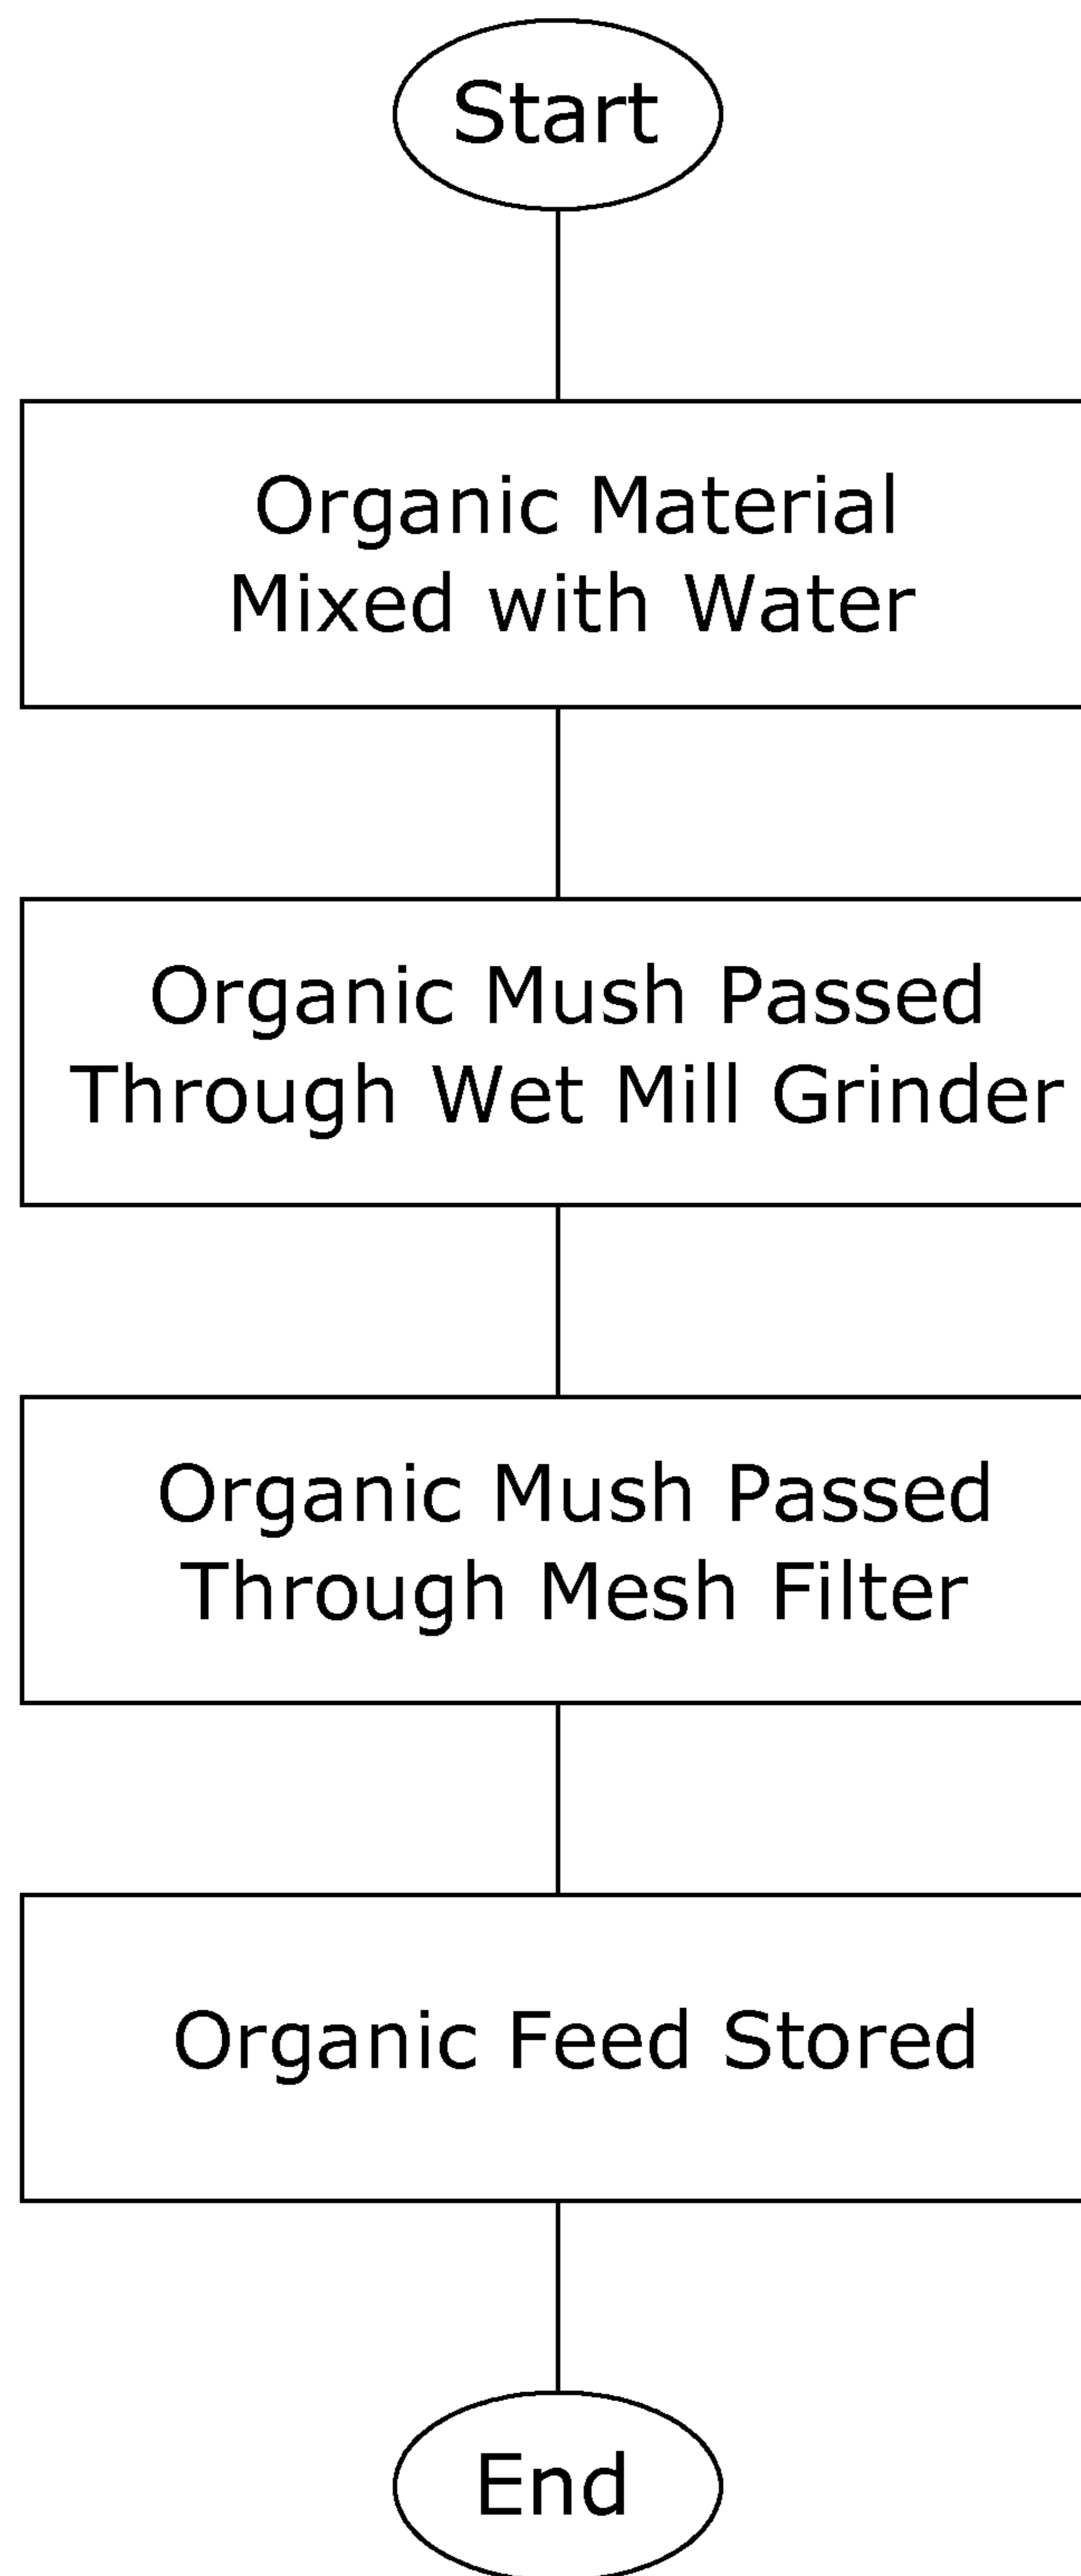 Start
Organic Material
Mixed with Water
Organic Mush Passed
Through Wet Mill Grinder
Organic Mush Passed
Through Mesh Filter
Organic Feed Stored
End